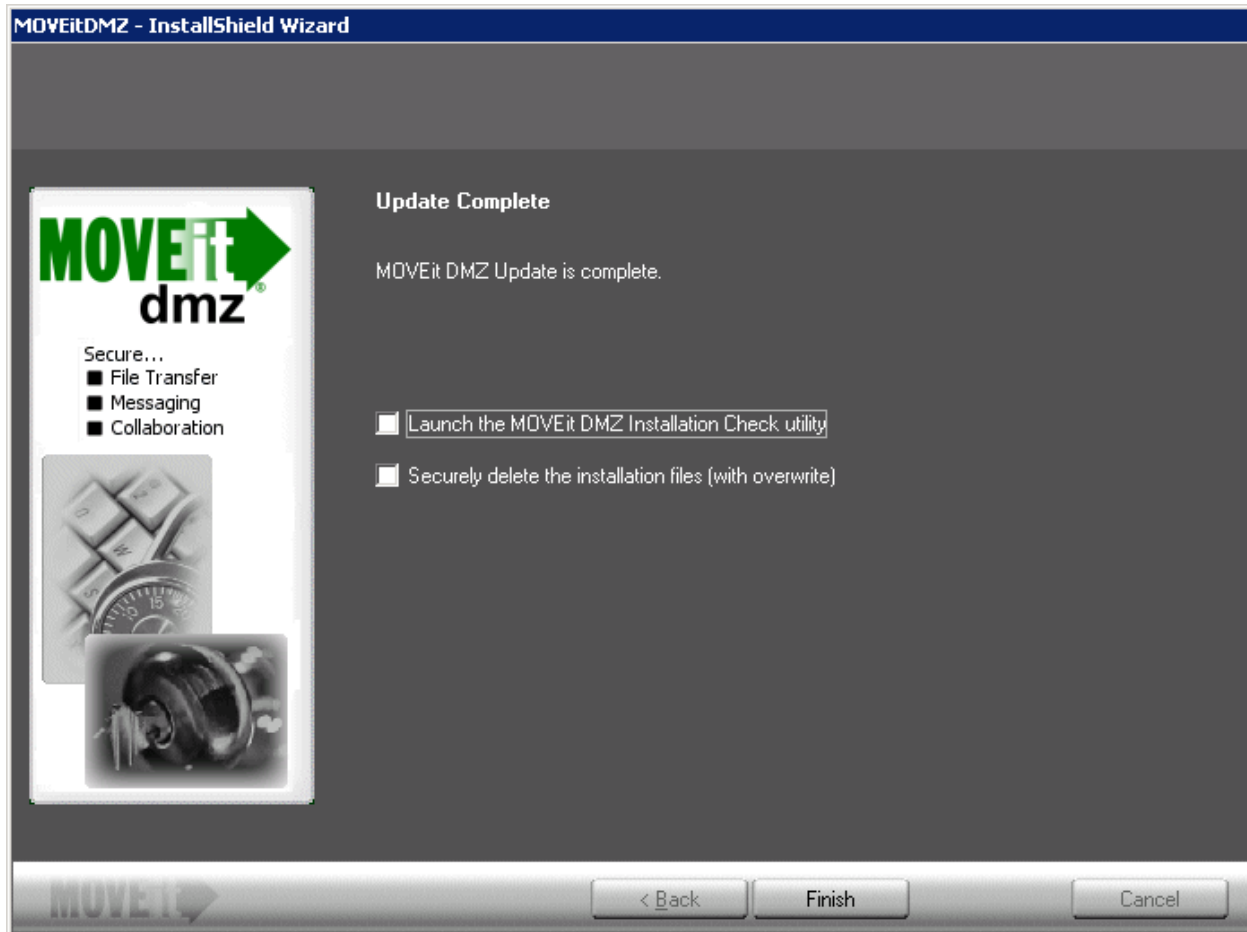 MOVEitDMZ - InstallShield Wizard
MOVEit
dmz®
Secure...
■ File Transfer
■ Messaging
■ Collaboration
Update Complete
MOVEit DMZ Update is complete.
Launch the MOVEit DMZ Installation Check utility
Securely delete the installation files (with overwrite)
MOVEit
< Back Finish Cancel